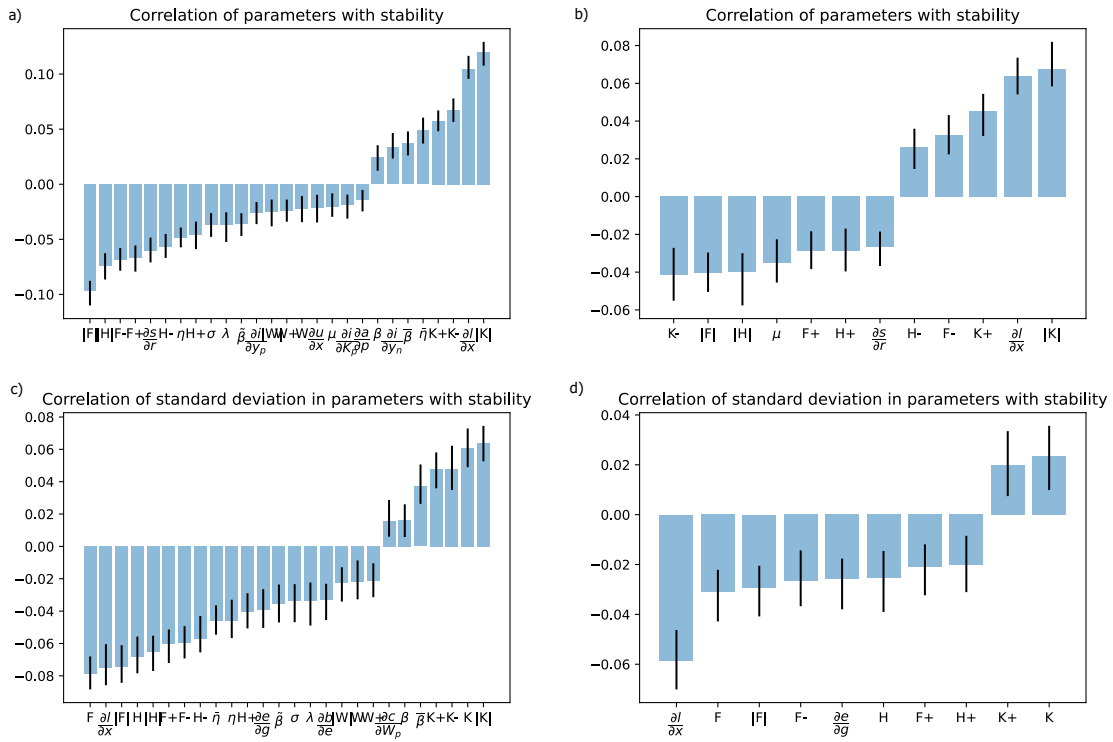 a)
Correlation of parameters with stability
0.10
0.05
0.00
−0.05
−0.10
|F| |H| F- F+ ∂s/∂r H- η H+ σ λ β̃ ∂i/∂y_p |W| W+ W ∂u/∂x μ ∂i/∂K_p ∂a/∂p β ∂i/∂y_n β̅ η̄ K+ K- ∂l/∂x |K|
b)
Correlation of parameters with stability
0.08
0.06
0.04
0.02
0.00
−0.02
−0.04
−0.06
K- |F| |H| μ F+ H+ ∂s/∂r H- F- K+ ∂l/∂x |K|
c)
Correlation of standard deviation in parameters with stability
0.08
0.06
0.04
0.02
0.00
−0.02
−0.04
−0.06
−0.08
F ∂l/∂x |F| H |H| F+ F- H- η̄ η H+ ∂e/∂g β̃ σ λ ∂b/∂e |W| W W+ ∂c/∂W_p β β̅ K+ K- K |K|
d)
Correlation of standard deviation in parameters with stability
0.04
0.02
0.00
−0.02
−0.04
−0.06
∂l/∂x F |F| F- ∂e/∂g H F+ H+ K+ K